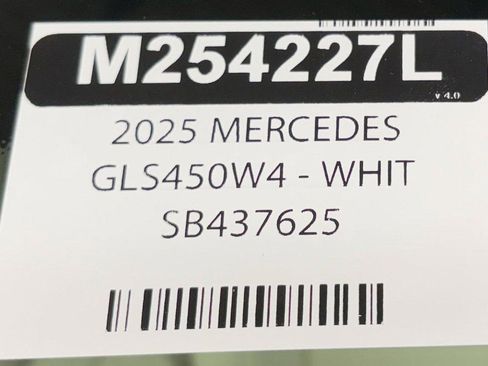 M254227L
v 4.0
2025 MERCEDES
GLS450W4 - WHIT
SB437625